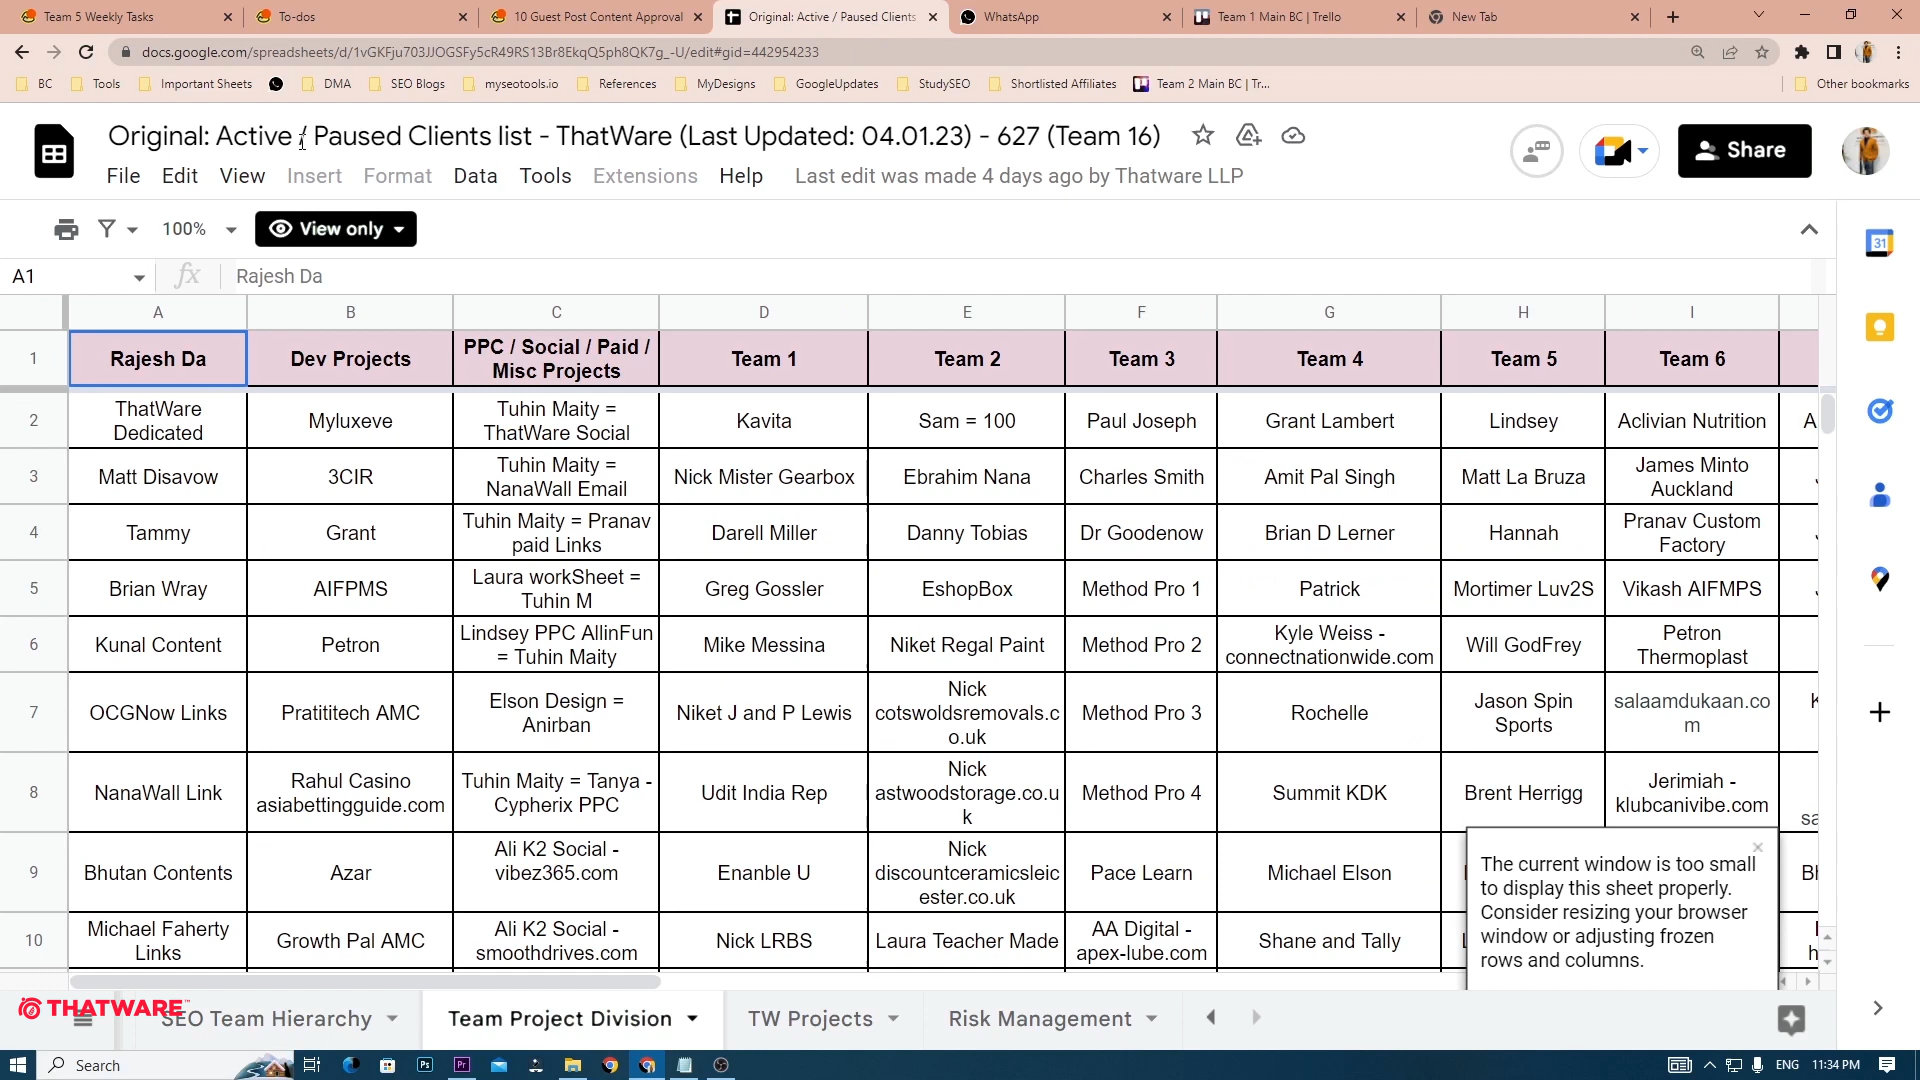 Team 5 Weekly Tasks
To-dos
10 Guest Post Content Approval
Original: Active / Paused Clients
WhatsApp
Team 1 Main BC | Trello
New Tab
docs.google.com/spreadsheets/d/1vGKFju703JJOGSFy5cR49RS13Br8EkqQ5ph8QK7g_-U/edit#gid=442954233
BC
Tools
Important Sheets
DMA
SEO Blogs
myseotools.io
References
MyDesigns
GoogleUpdates
StudySEO
Shortlisted Affiliates
Team 2 Main BC | Tr...
Other bookmarks
Original: Active / Paused Clients list - ThatWare (Last Updated: 04.01.23) - 627 (Team 16)
File Edit View Insert Format Data Tools Extensions Help
Last edit was made 4 days ago by Thatware LLP
Share
100%
View only
31
A1
fx
Rajesh Da
A B C D E F G H I
1
Rajesh Da
Dev Projects
PPC / Social / Paid /
Misc Projects
Team 1
Team 2
Team 3
Team 4
Team 5
Team 6
2
ThatWare
Dedicated
Myluxeve
Tuhin Maity =
ThatWare Social
Kavita
Sam = 100
Paul Joseph
Grant Lambert
Lindsey
Aclivian Nutrition
A
3
Matt Disavow
3CIR
Tuhin Maity =
NanaWall Email
Nick Mister Gearbox
Ebrahim Nana
Charles Smith
Amit Pal Singh
Matt La Bruza
James Minto
Auckland
4
Tammy
Grant
Tuhin Maity = Pranav
paid Links
Darell Miller
Danny Tobias
Dr Goodenow
Brian D Lerner
Hannah
Pranav Custom
Factory
5
Brian Wray
AIFPMS
Laura workSheet =
Tuhin M
Greg Gossler
EshopBox
Method Pro 1
Patrick
Mortimer Luv2S
Vikash AIFMPS
6
Kunal Content
Petron
Lindsey PPC AllinFun
= Tuhin Maity
Mike Messina
Niket Regal Paint
Method Pro 2
Kyle Weiss -
connectnationwide.com
Will GodFrey
Petron
Thermoplast
7
OCGNow Links
Pratititech AMC
Elson Design =
Anirban
Niket J and P Lewis
Nick
cotswoldsremovals.c
o.uk
Method Pro 3
Rochelle
Jason Spin
Sports
salaamdukaan.co
m
8
NanaWall Link
Rahul Casino
asiabettingguide.com
Tuhin Maity = Tanya -
Cypherix PPC
Udit India Rep
Nick
astwoodstorage.co.u
k
Method Pro 4
Summit KDK
Brent Herrigg
Jerimiah -
klubcanivibe.com
9
Bhutan Contents
Azar
Ali K2 Social -
vibez365.com
Enanble U
Nick
discountceramicsleic
ester.co.uk
Pace Learn
Michael Elson
10
Michael Faherty
Links
Growth Pal AMC
Ali K2 Social -
smoothdrives.com
Nick LRBS
Laura Teacher Made
AA Digital -
apex-lube.com
Shane and Tally
The current window is too small
to display this sheet properly.
Consider resizing your browser
window or adjusting frozen
rows and columns.
THATWARE
SEO Team Hierarchy
Team Project Division
TW Projects
Risk Management
Search
Ps
Pr
ENG
11:34 PM